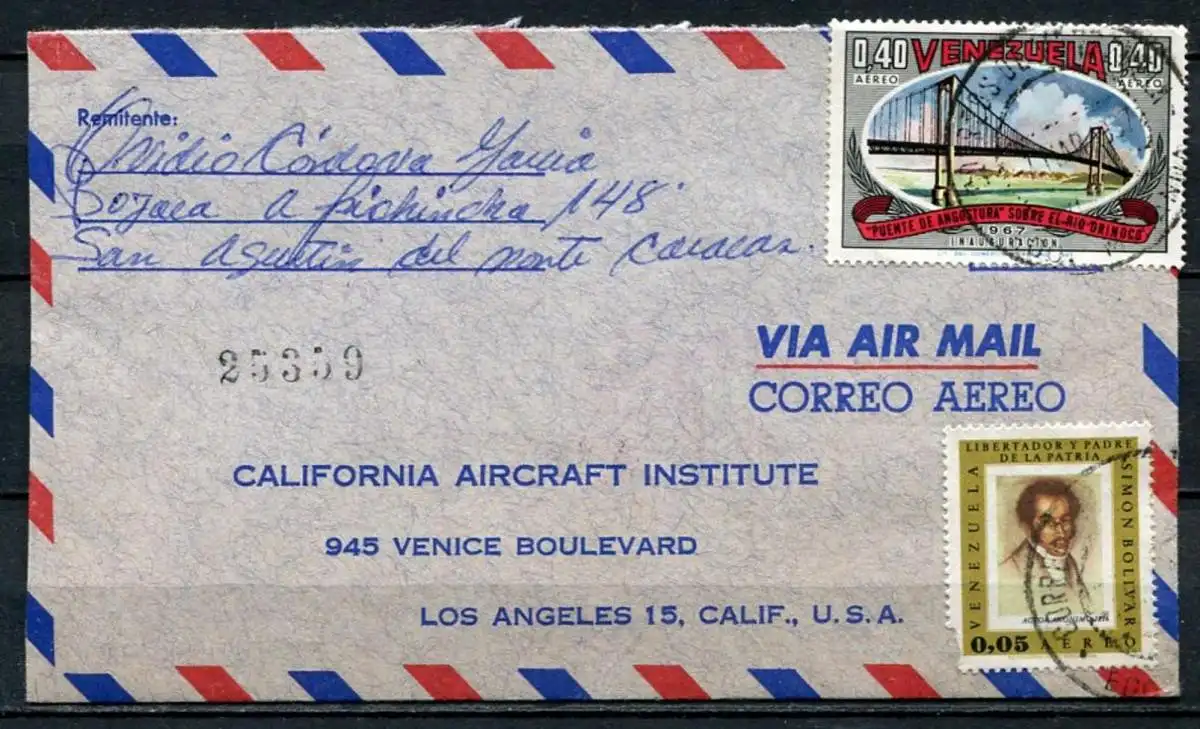 0,40 VENEZUELA 0,40
AEREO AEREO
"PUENTE DE ANGOSTURA" SOBRE EL RIO ORINOCO
1967
INAUGURACION
Remitente:
Ovidio Córdova
a pichincha 148
San Agustin del norte Caracas.
25359
VIA AIR MAIL
CORREO AEREO
CALIFORNIA AIRCRAFT INSTITUTE
945 VENICE BOULEVARD
LOS ANGELES 15, CALIF., U.S.A.
LIBERTADOR Y PADRE
DE LA PATRIA
VENEZUELA
SIMON BOLIVAR
0,05 AEREO